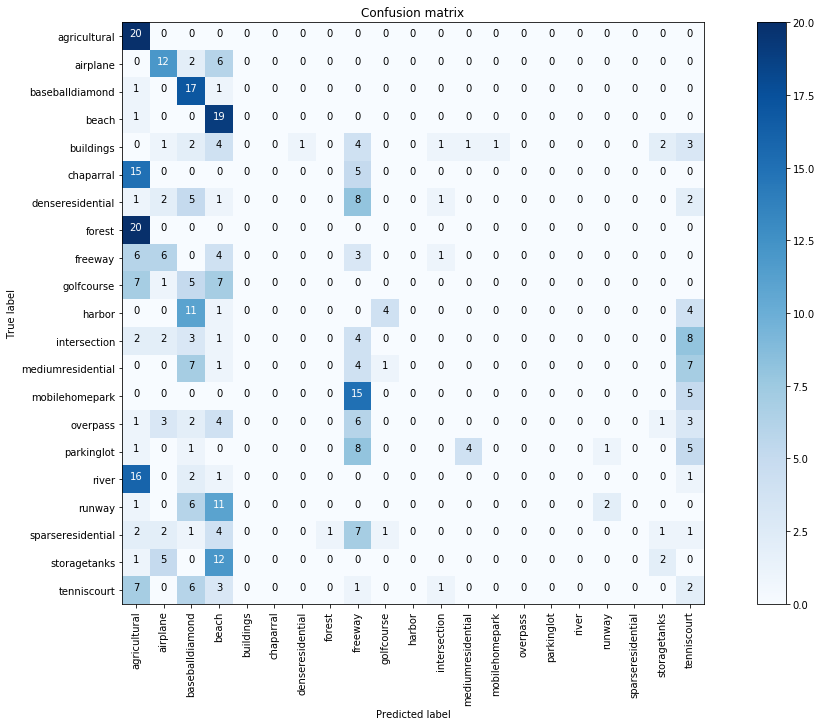 Confusion matrix
True label
agricultural 20 0 0 0 0 0 0 0 0 0 0 0 0 0 0 0 0 0 0 0 0
airplane 0 12 2 6 0 0 0 0 0 0 0 0 0 0 0 0 0 0 0 0 0
baseballdiamond 1 0 17 1 0 0 0 0 0 0 0 0 0 0 0 0 0 0 0 0 0
beach 1 0 0 19 0 0 0 0 0 0 0 0 0 0 0 0 0 0 0 0 0
buildings 0 1 2 4 0 0 1 0 4 0 0 1 1 1 0 0 0 0 0 2 3
chaparral 15 0 0 0 0 0 0 0 5 0 0 0 0 0 0 0 0 0 0 0 0
denseresidential 1 2 5 1 0 0 0 0 8 0 0 1 0 0 0 0 0 0 0 0 2
forest 20 0 0 0 0 0 0 0 0 0 0 0 0 0 0 0 0 0 0 0 0
freeway 6 6 0 4 0 0 0 0 3 0 0 1 0 0 0 0 0 0 0 0 0
golfcourse 7 1 5 7 0 0 0 0 0 0 0 0 0 0 0 0 0 0 0 0 0
harbor 0 0 11 1 0 0 0 0 0 4 0 0 0 0 0 0 0 0 0 0 4
intersection 2 2 3 1 0 0 0 0 4 0 0 0 0 0 0 0 0 0 0 0 8
mediumresidential 0 0 7 1 0 0 0 0 4 1 0 0 0 0 0 0 0 0 0 0 7
mobilehomepark 0 0 0 0 0 0 0 0 15 0 0 0 0 0 0 0 0 0 0 0 5
overpass 1 3 2 4 0 0 0 0 6 0 0 0 0 0 0 0 0 0 0 1 3
parkinglot 1 0 1 0 0 0 0 0 8 0 0 0 4 0 0 0 0 1 0 0 5
river 16 0 2 1 0 0 0 0 0 0 0 0 0 0 0 0 0 0 0 0 1
runway 1 0 6 11 0 0 0 0 0 0 0 0 0 0 0 0 0 2 0 0 0
sparseresidential 2 2 1 4 0 0 0 1 7 1 0 0 0 0 0 0 0 0 0 1 1
storagetanks 1 5 0 12 0 0 0 0 0 0 0 0 0 0 0 0 0 0 0 2 0
tenniscourt 7 0 6 3 0 0 0 0 1 0 0 1 0 0 0 0 0 0 0 0 2
agricultural
airplane
baseballdiamond
beach
buildings
chaparral
denseresidential
forest
freeway
golfcourse
harbor
intersection
mediumresidential
mobilehomepark
overpass
parkinglot
river
runway
sparseresidential
storagetanks
tenniscourt
Predicted label
20.0
17.5
15.0
12.5
10.0
7.5
5.0
2.5
0.0